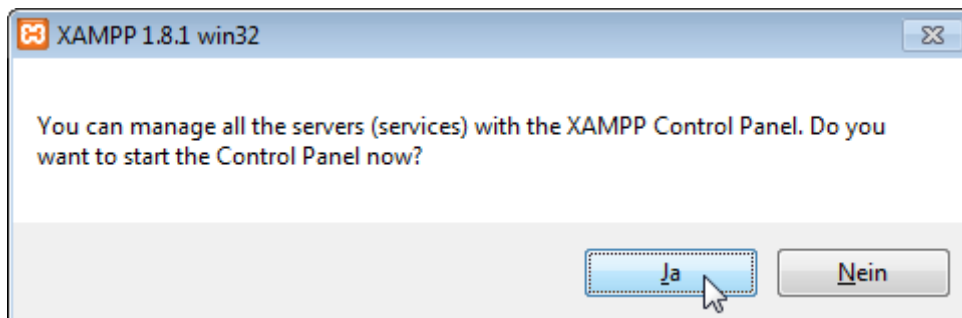 XAMPP 1.8.1 win32
You can manage all the servers (services) with the XAMPP Control Panel. Do you
want to start the Control Panel now?
Ja
Nein